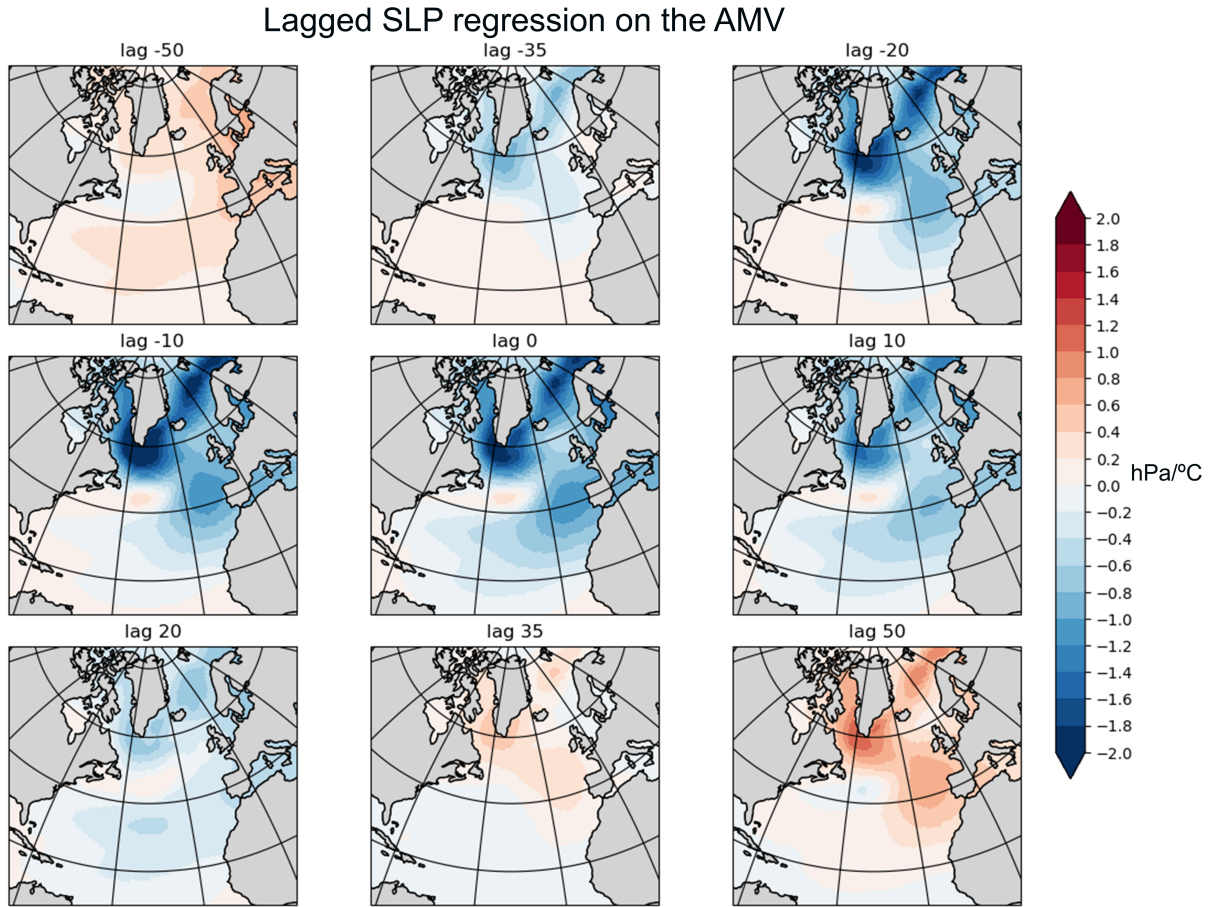 Lagged SLP regression on the AMV
lag -50
lag -35
lag -20
lag -10
lag 0
lag 10
lag 20
lag 35
lag 50
2.0
1.8
1.6
1.4
1.2
1.0
0.8
0.6
0.4
0.2
0.0
−0.2
−0.4
−0.6
−0.8
−1.0
−1.2
−1.4
−1.6
−1.8
−2.0
hPa/ºC